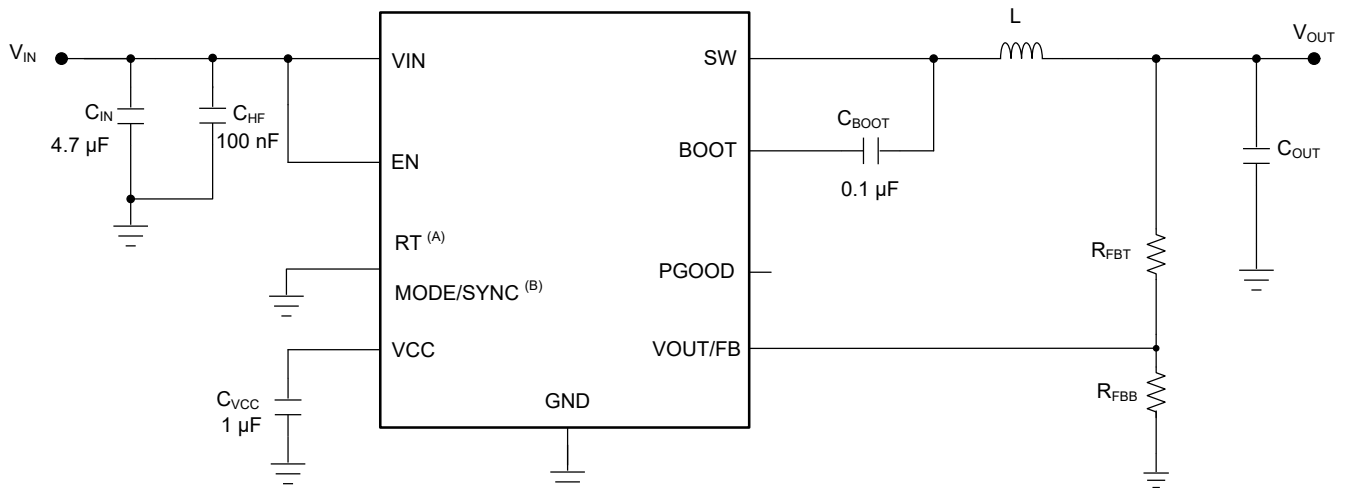 V_IN
C_IN
4.7 µF
C_HF
100 nF
VIN
EN
RT (A)
MODE/SYNC (B)
VCC
C_VCC
1 µF
GND
SW
BOOT
PGOOD
VOUT/FB
C_BOOT
0.1 µF
L
V_OUT
C_OUT
R_FBT
R_FBB